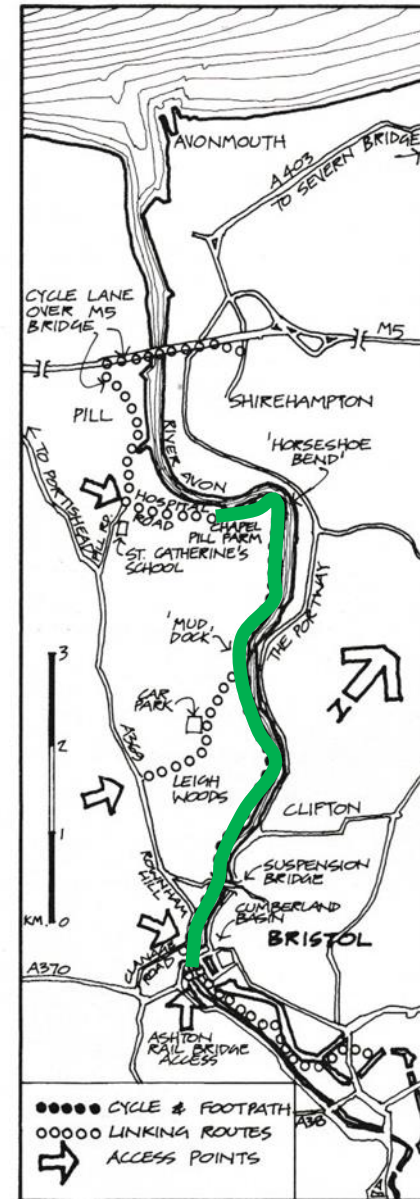 AVONMOUTH
A403
TO SEVERN BRIDGE
CYCLE LANE
OVER M5
BRIDGE
M5
PILL
SHIREHAMPTON
RIVER AVON
'HORSESHOE
BEND'
TO PORTISHEAD
PILL RD.
HOSPITAL
ROAD
CHAPEL
PILL FARM
ST. CATHERINE'S
SCHOOL
'MUD
DOCK'
THE PORTWAY
3
N
CAR
PARK
2
A369
LEIGH
WOODS
1
CLIFTON
SUSPENSION
BRIDGE
ROWNHAM
HILL
KM. 0
CUMBERLAND
BASIN
BRISTOL
CLANAGE
ROAD
A370
ASHTON
RAIL BRIDGE
ACCESS
A38
CYCLE & FOOTPATH
LINKING ROUTES
ACCESS POINTS